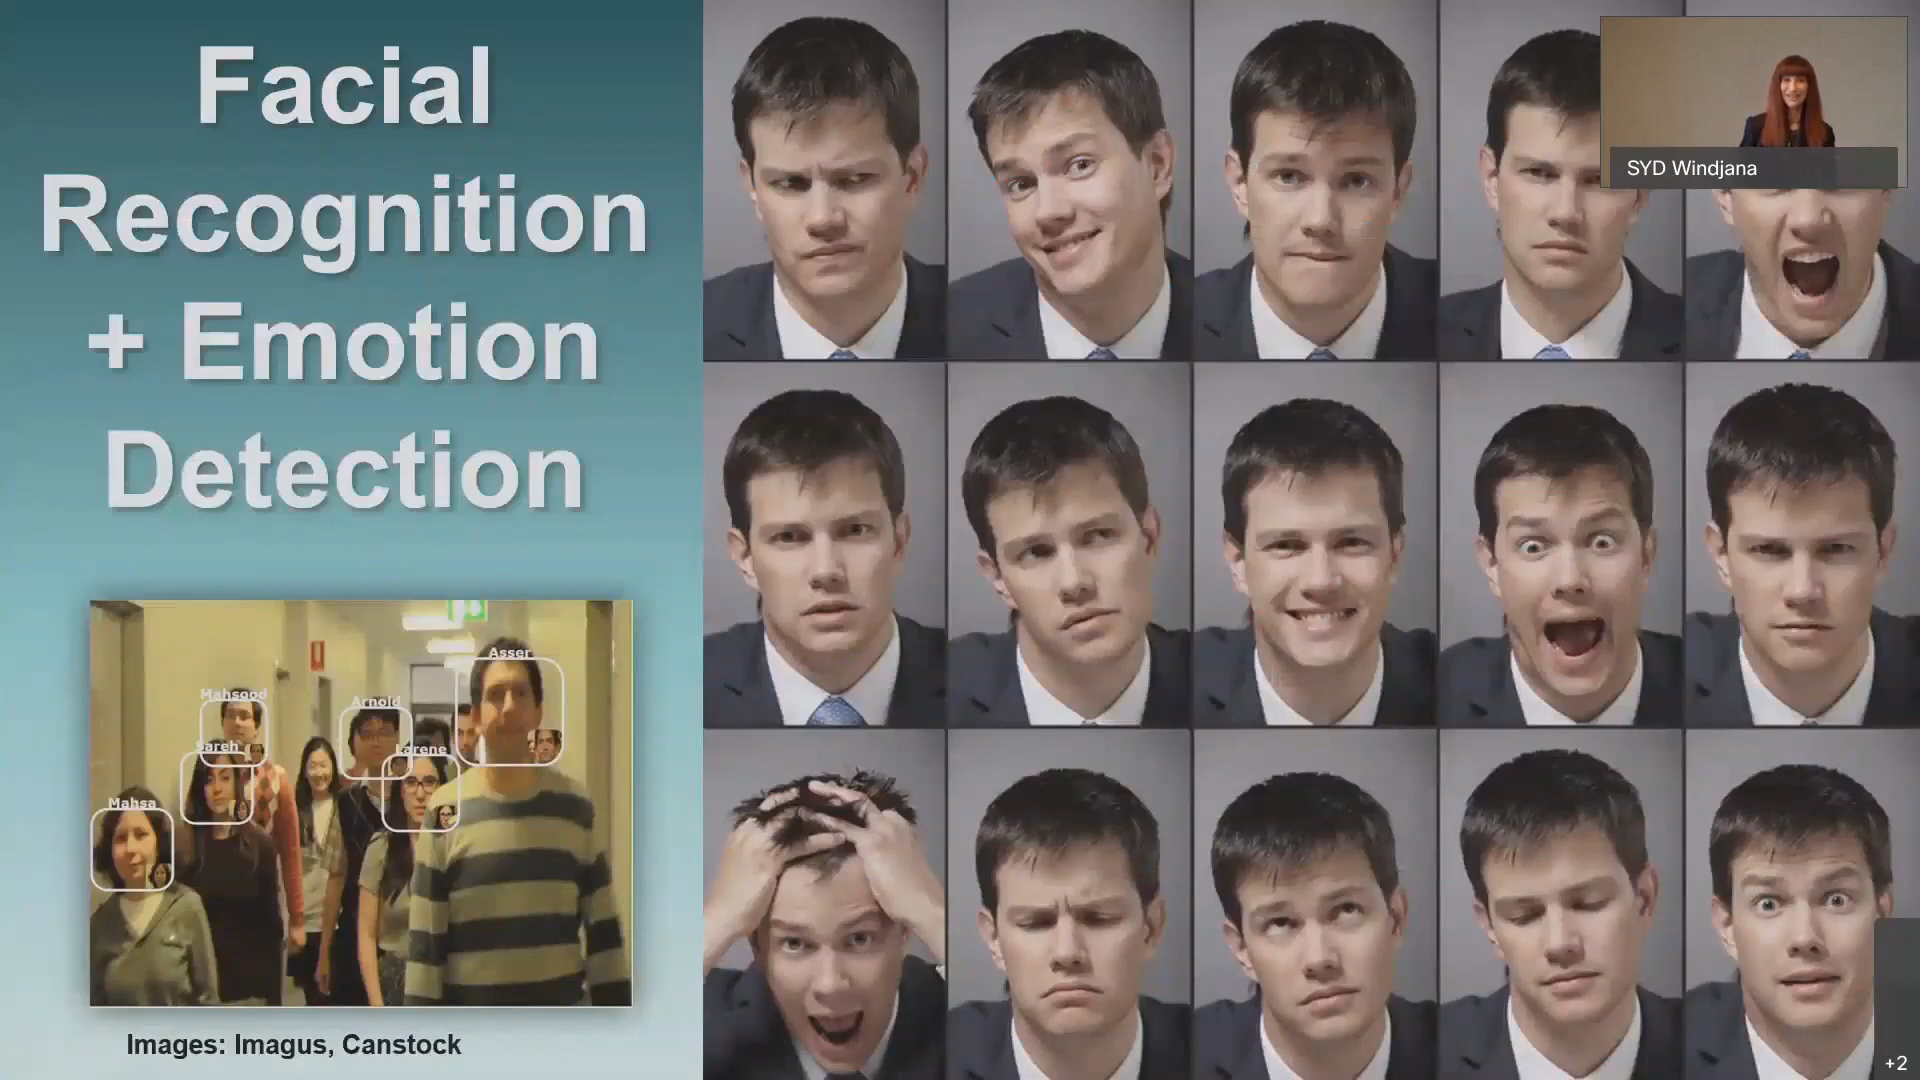 Facial
Recognition
+ Emotion
Detection
SYD Windjana
Asser
Mahsood
Arnold
Sareh
Larene
Mahsa
Images: Imagus, Canstock
+2